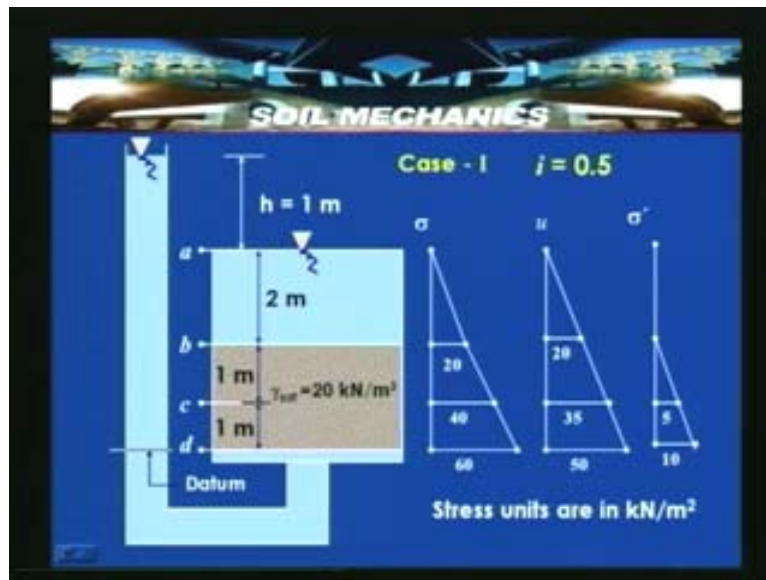 SOIL MECHANICS
Case - I i = 0.5
h = 1 m
σ u σ′
a
2 m
b
20 20
1 m
γsat =20 kN/m³
c
40 35 5
1 m
d
60 50 10
Datum
Stress units are in kN/m²